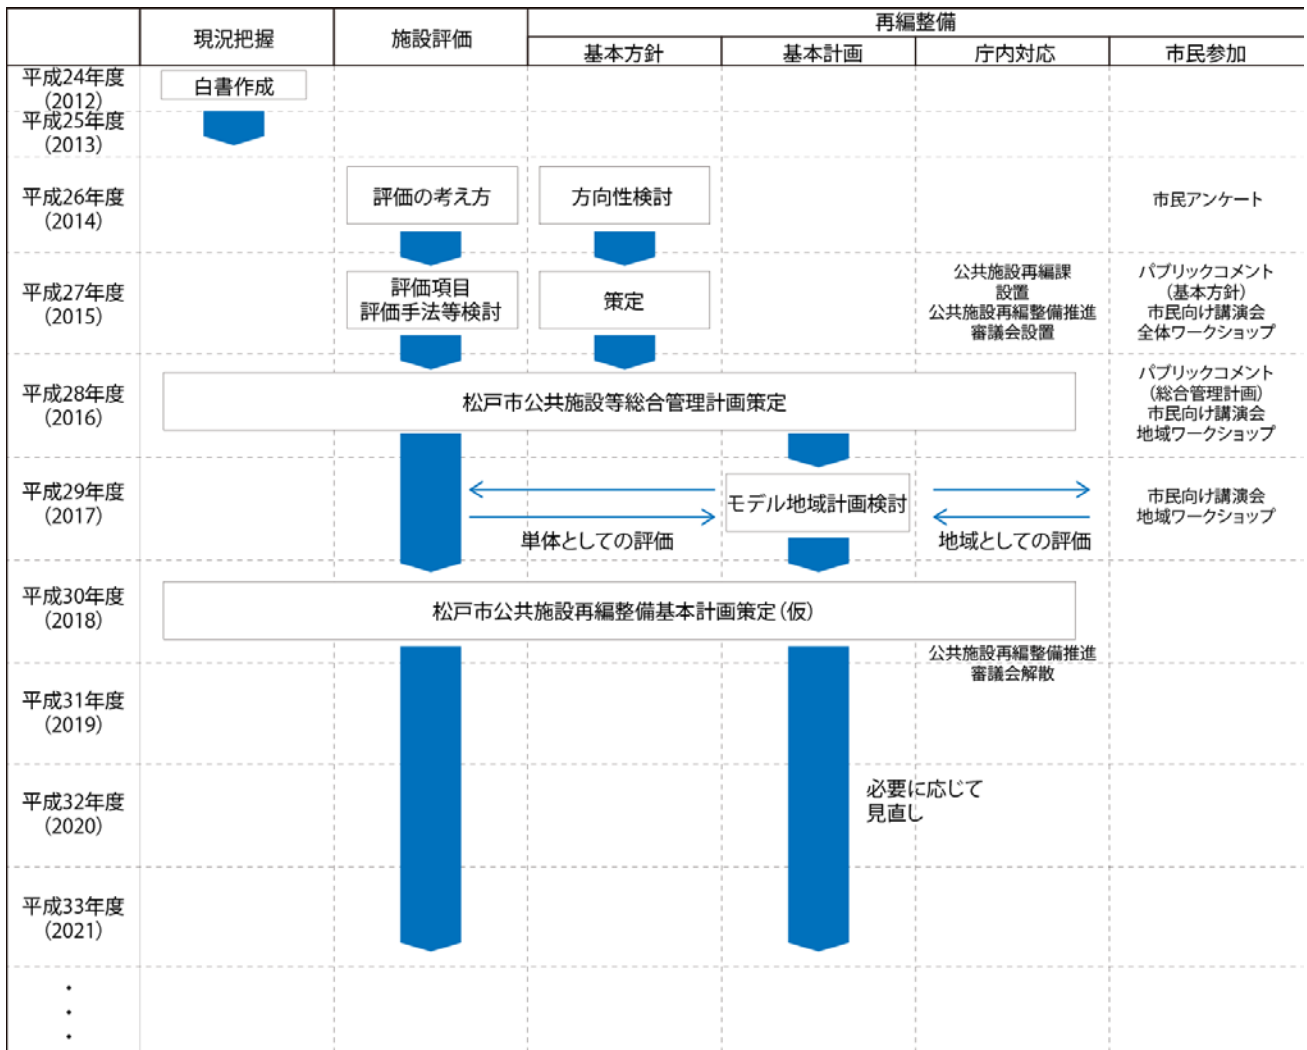 現況把握
施設評価
再編整備
基本方針
基本計画
庁内対応
市民参加
平成24年度
(2012)
白書作成
平成25年度
(2013)
平成26年度
(2014)
評価の考え方
方向性検討
市民アンケート
平成27年度
(2015)
評価項目
評価手法等検討
策定
公共施設再編課
設置
公共施設再編整備推進
審議会設置
パブリックコメント
(基本方針)
市民向け講演会
全体ワークショップ
平成28年度
(2016)
松戸市公共施設等総合管理計画策定
パブリックコメント
(総合管理計画)
市民向け講演会
地域ワークショップ
平成29年度
(2017)
モデル地域計画検討
単体としての評価
地域としての評価
市民向け講演会
地域ワークショップ
平成30年度
(2018)
松戸市公共施設再編整備基本計画策定(仮)
公共施設再編整備推進
審議会解散
平成31年度
(2019)
平成32年度
(2020)
必要に応じて
見直し
平成33年度
(2021)
・
・
・